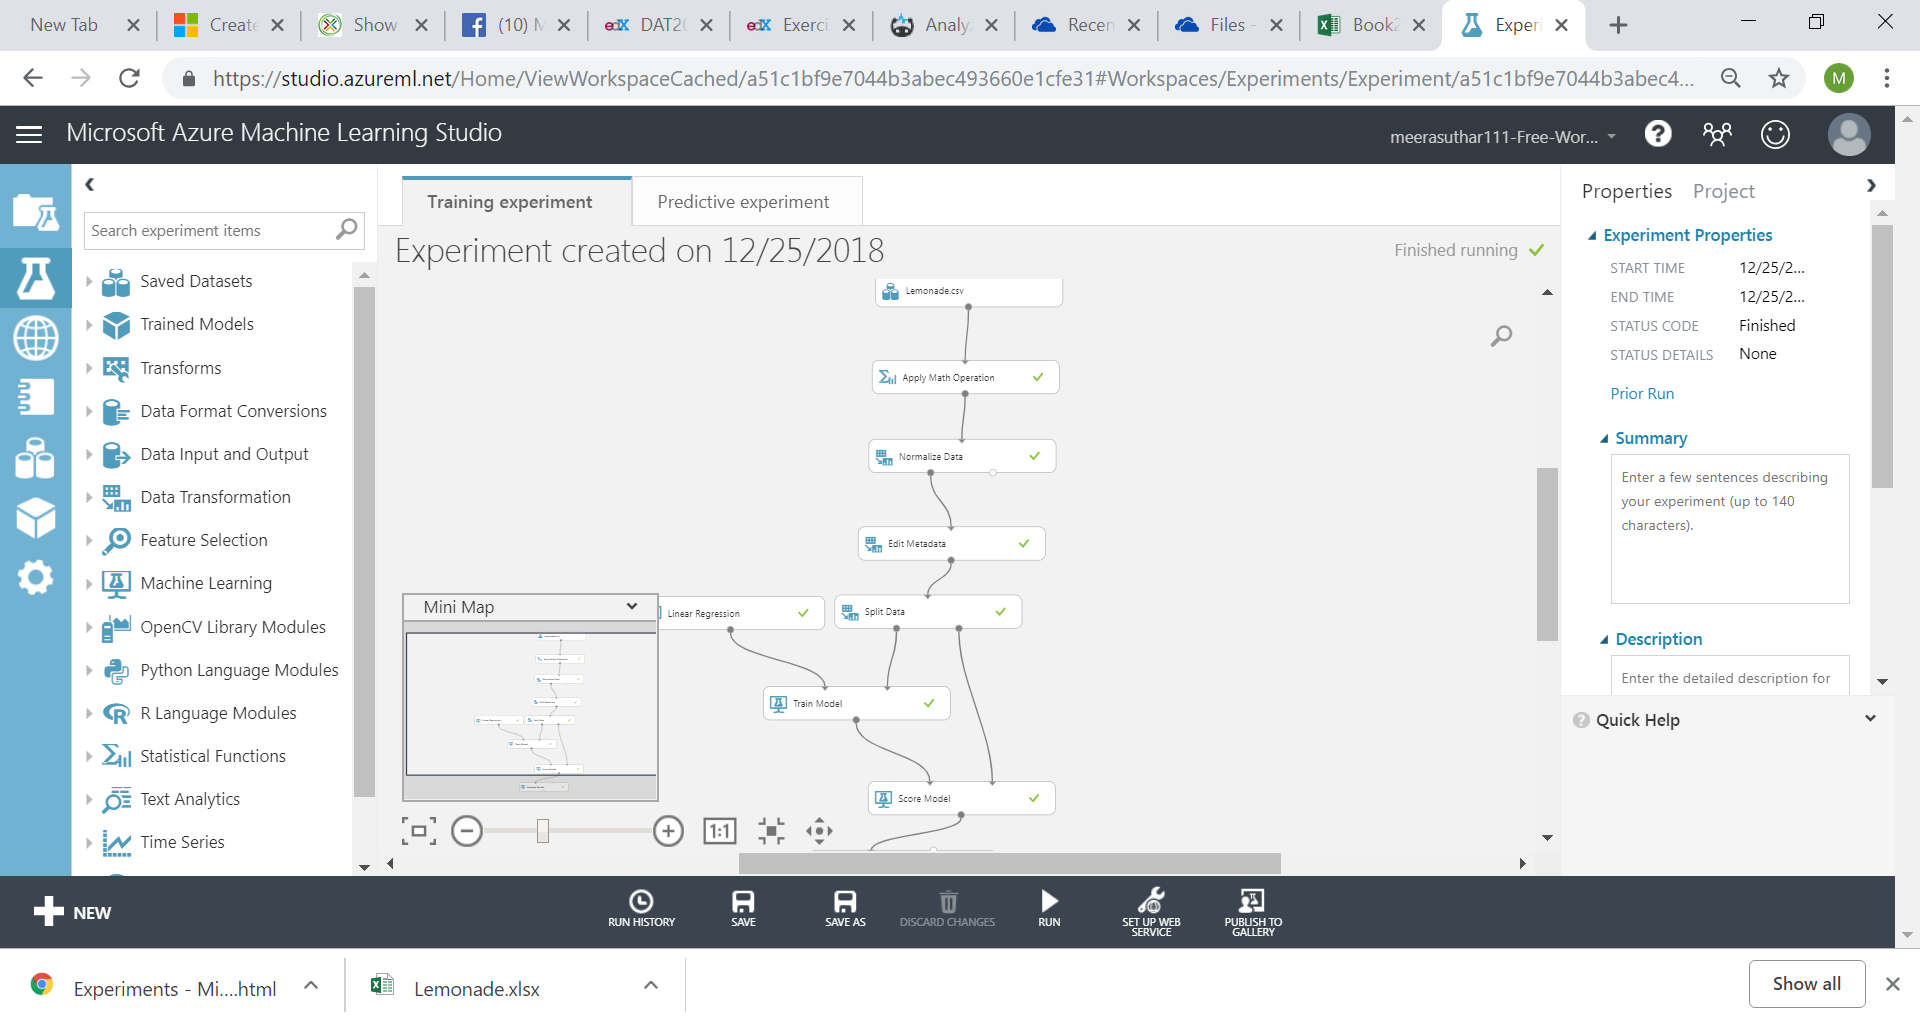 New Tab
Create
Show
(10) M
edX DAT20
edX Exerci
Analy
Recen
Files -
Book2
Experi
https://studio.azureml.net/Home/ViewWorkspaceCached/a51c1bf9e7044b3abec493660e1cfe31#Workspaces/Experiments/Experiment/a51c1bf9e7044b3abec4...
M
Microsoft Azure Machine Learning Studio
meerasuthar111-Free-Wor...
Search experiment items
Saved Datasets
Trained Models
Transforms
Data Format Conversions
Data Input and Output
Data Transformation
Feature Selection
Machine Learning
OpenCV Library Modules
Python Language Modules
R Language Modules
Statistical Functions
Text Analytics
Time Series
Training experiment
Predictive experiment
Experiment created on 12/25/2018
Finished running
Lemonade.csv
Apply Math Operation
Normalize Data
Edit Metadata
Linear Regression
Split Data
Train Model
Score Model
Mini Map
1:1
Properties
Project
Experiment Properties
START TIME 12/25/2...
END TIME 12/25/2...
STATUS CODE Finished
STATUS DETAILS None
Prior Run
Summary
Enter a few sentences describing
your experiment (up to 140
characters).
Description
Enter the detailed description for
Quick Help
NEW
RUN HISTORY
SAVE
SAVE AS
DISCARD CHANGES
RUN
SET UP WEB
SERVICE
PUBLISH TO
GALLERY
Experiments - Mi....html
Lemonade.xlsx
Show all